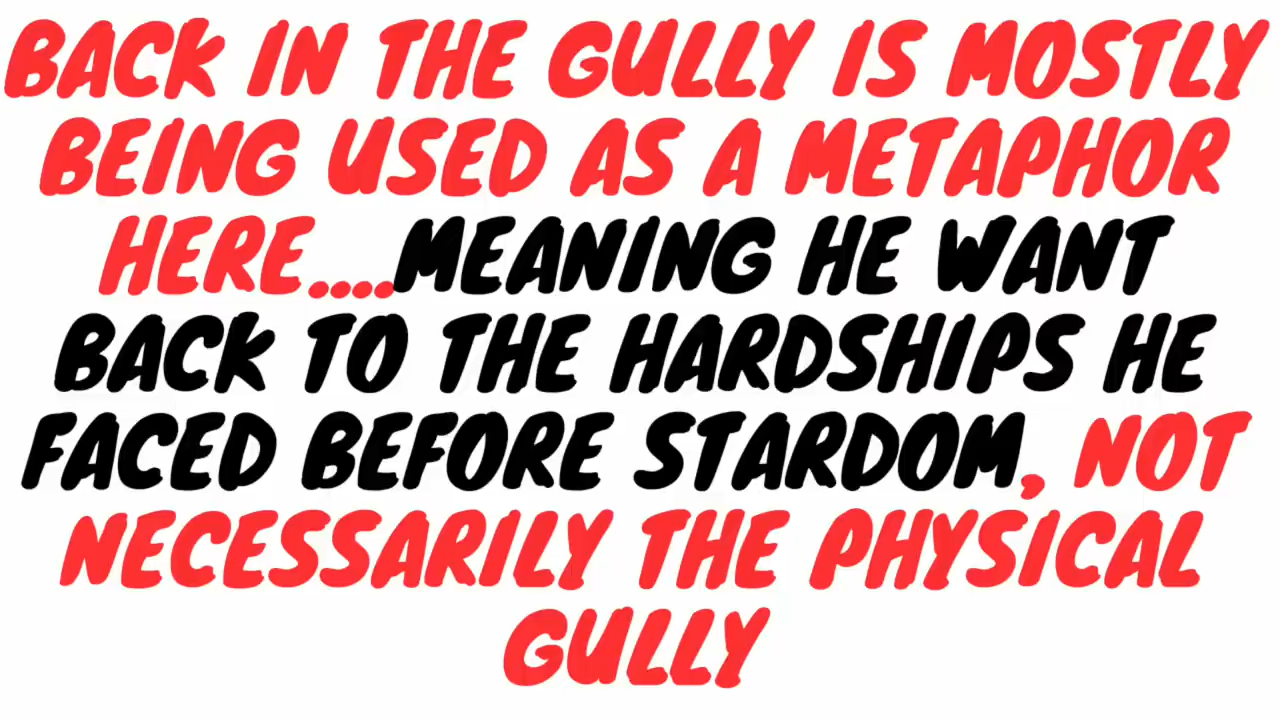 BACK IN THE GULLY IS MOSTLY
BEING USED AS A METAPHOR
HERE....MEANING HE WANT
BACK TO THE HARDSHIPS HE
FACED BEFORE STARDOM, NOT
NECESSARILY THE PHYSICAL
GULLY